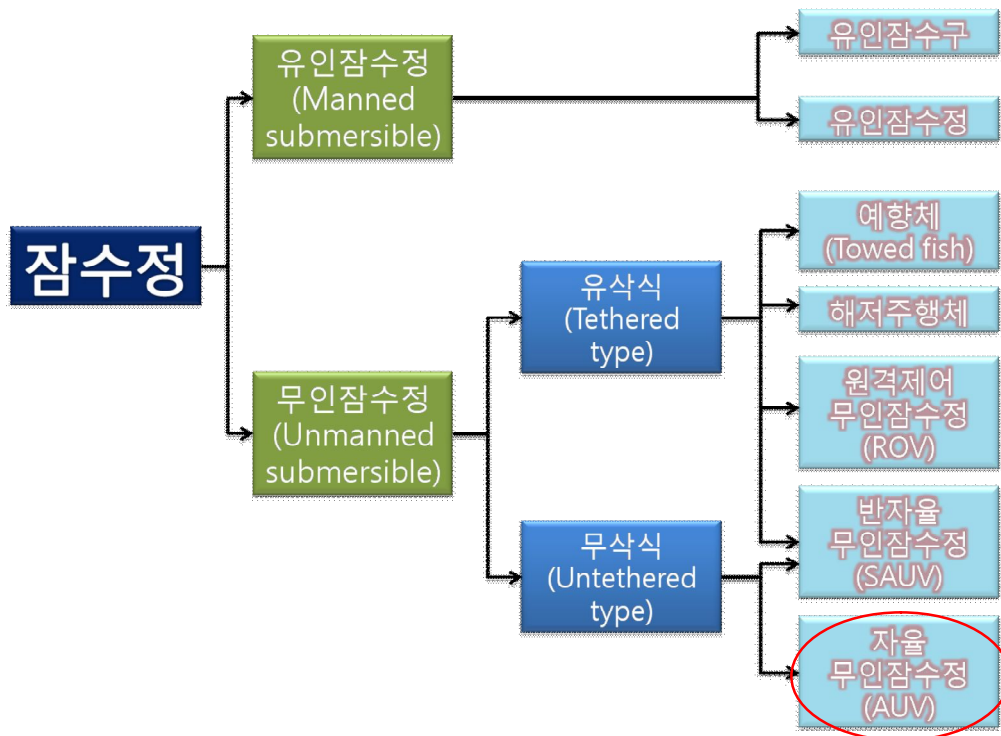 잠수정
유인잠수정
(Manned
submersible)
무인잠수정
(Unmanned
submersible)
유삭식
(Tethered
type)
무삭식
(Untethered
type)
유인잠수구
유인잠수정
예향체
(Towed fish)
해저주행체
원격제어
무인잠수정
(ROV)
반자율
무인잠수정
(SAUV)
자율
무인잠수정
(AUV)